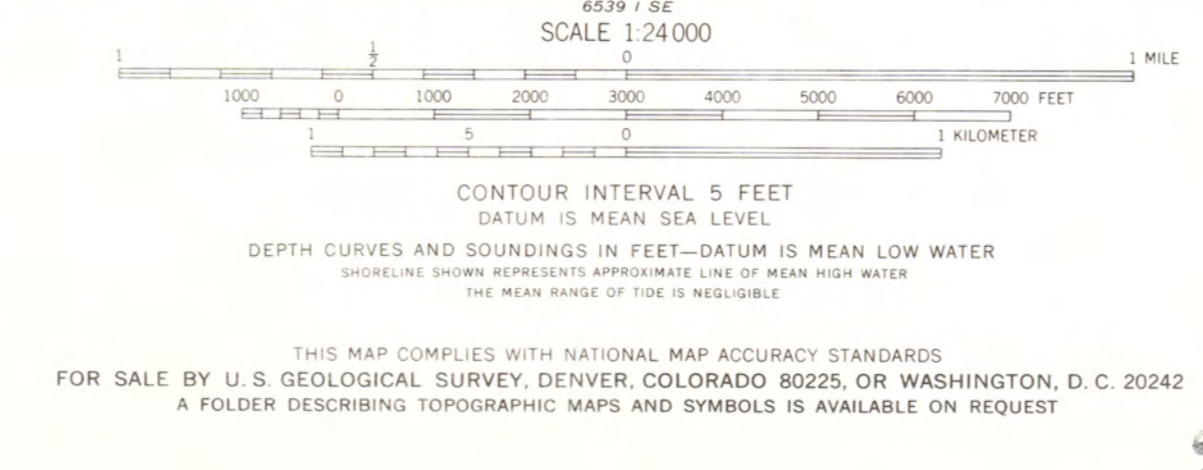 6539 I SE
SCALE 1:24 000
1 ½ 0 1 MILE
1000 0 1000 2000 3000 4000 5000 6000 7000 FEET
1 .5 0 1 KILOMETER
CONTOUR INTERVAL 5 FEET
DATUM IS MEAN SEA LEVEL
DEPTH CURVES AND SOUNDINGS IN FEET—DATUM IS MEAN LOW WATER
SHORELINE SHOWN REPRESENTS APPROXIMATE LINE OF MEAN HIGH WATER
THE MEAN RANGE OF TIDE IS NEGLIGIBLE
THIS MAP COMPLIES WITH NATIONAL MAP ACCURACY STANDARDS
FOR SALE BY U. S. GEOLOGICAL SURVEY, DENVER, COLORADO 80225, OR WASHINGTON, D. C. 20242
A FOLDER DESCRIBING TOPOGRAPHIC MAPS AND SYMBOLS IS AVAILABLE ON REQUEST